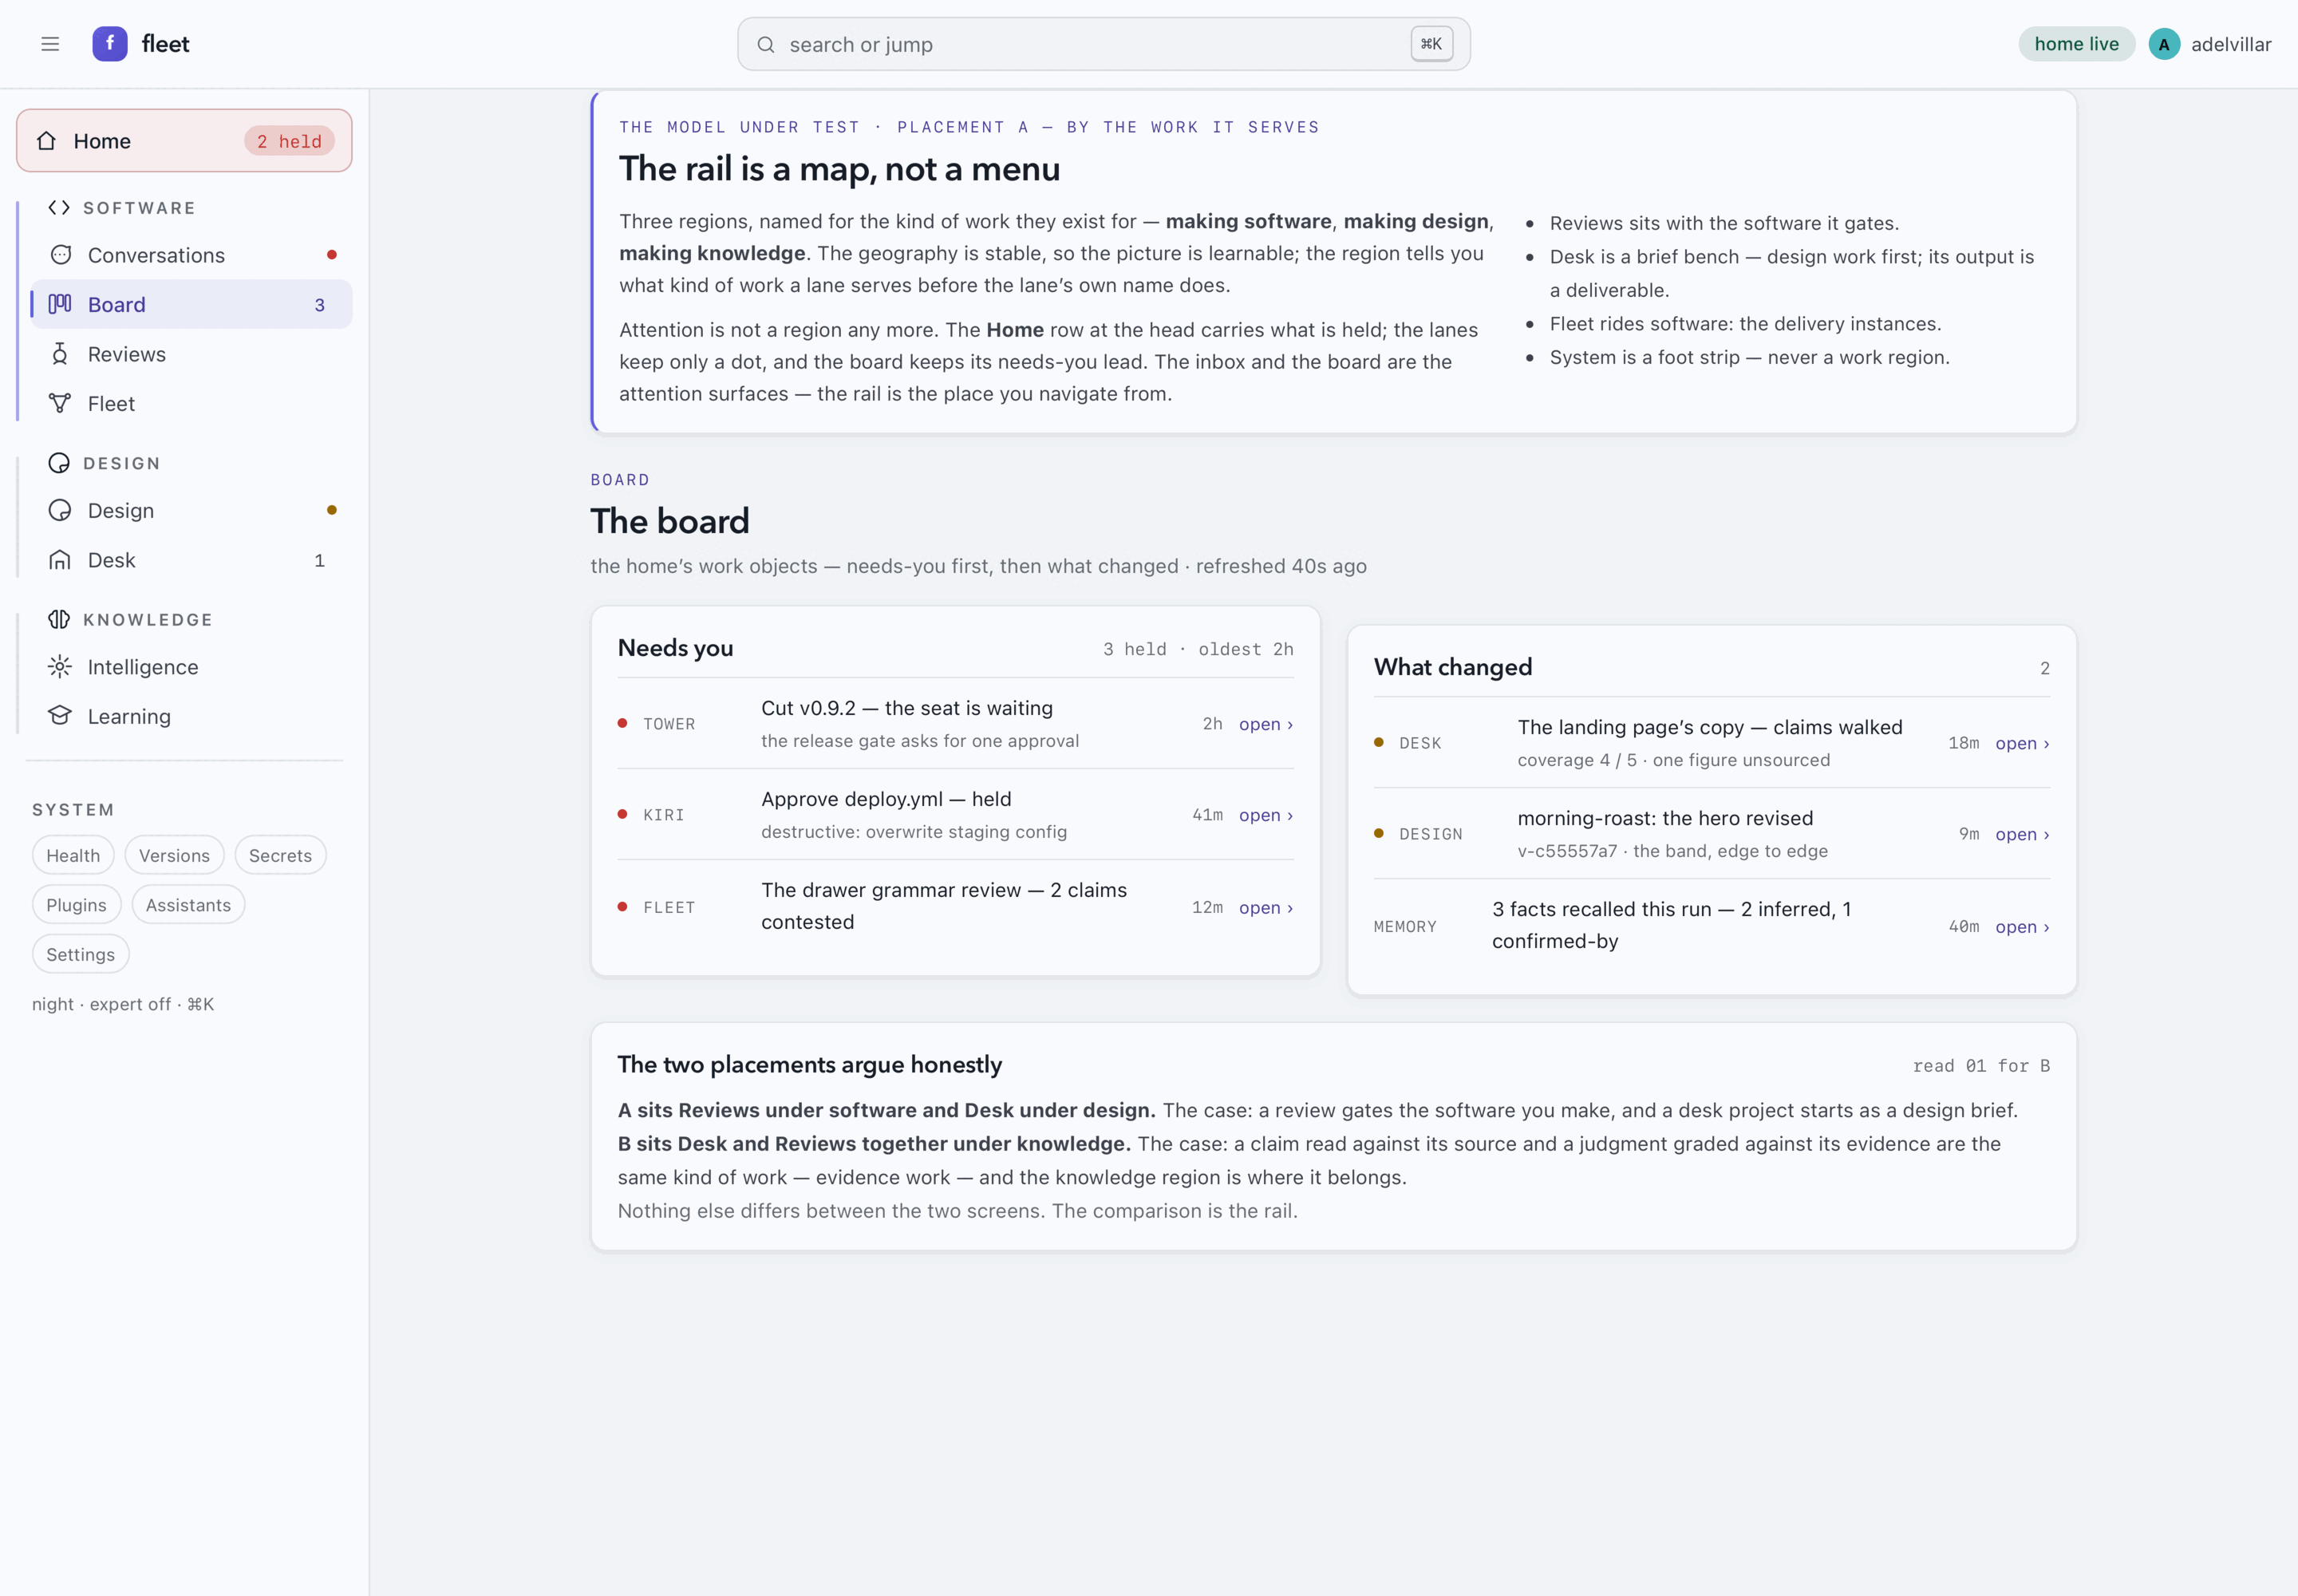 fleet
search or jump
⌘K
home live
A
adelvillar
Home
2 held
SOFTWARE
Conversations
Board
3
Reviews
Fleet
DESIGN
Design
Desk
1
KNOWLEDGE
Intelligence
Learning
SYSTEM
Health
Versions
Secrets
Plugins
Assistants
Settings
night · expert off · ⌘K
THE MODEL UNDER TEST · PLACEMENT A — BY THE WORK IT SERVES
The rail is a map, not a menu
Three regions, named for the kind of work they exist for — making software, making design,
making knowledge. The geography is stable, so the picture is learnable; the region tells you
what kind of work a lane serves before the lane’s own name does.
Attention is not a region any more. The Home row at the head carries what is held; the lanes
keep only a dot, and the board keeps its needs-you lead. The inbox and the board are the
attention surfaces — the rail is the place you navigate from.
• Reviews sits with the software it gates.
• Desk is a brief bench — design work first; its output is
a deliverable.
• Fleet rides software: the delivery instances.
• System is a foot strip — never a work region.
BOARD
The board
the home’s work objects — needs-you first, then what changed · refreshed 40s ago
Needs you
3 held · oldest 2h
TOWER
Cut v0.9.2 — the seat is waiting
the release gate asks for one approval
2h
open ›
KIRI
Approve deploy.yml — held
destructive: overwrite staging config
41m
open ›
FLEET
The drawer grammar review — 2 claims
contested
12m
open ›
What changed
2
DESK
The landing page’s copy — claims walked
coverage 4 / 5 · one figure unsourced
18m
open ›
DESIGN
morning-roast: the hero revised
v-c55557a7 · the band, edge to edge
9m
open ›
MEMORY
3 facts recalled this run — 2 inferred, 1
confirmed-by
40m
open ›
The two placements argue honestly
read 01 for B
A sits Reviews under software and Desk under design. The case: a review gates the software you make, and a desk project starts as a design brief.
B sits Desk and Reviews together under knowledge. The case: a claim read against its source and a judgment graded against its evidence are the
same kind of work — evidence work — and the knowledge region is where it belongs.
Nothing else differs between the two screens. The comparison is the rail.